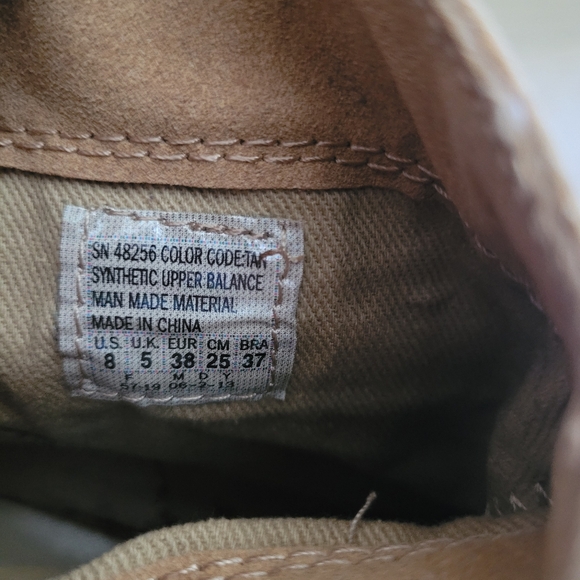 SN 48256 COLOR CODE:TAN
SYNTHETIC UPPER BALANCE
MAN MADE MATERIAL
MADE IN CHINA
U.S. U.K. EUR CM BRA
8 5 38 25 37
F M D Y